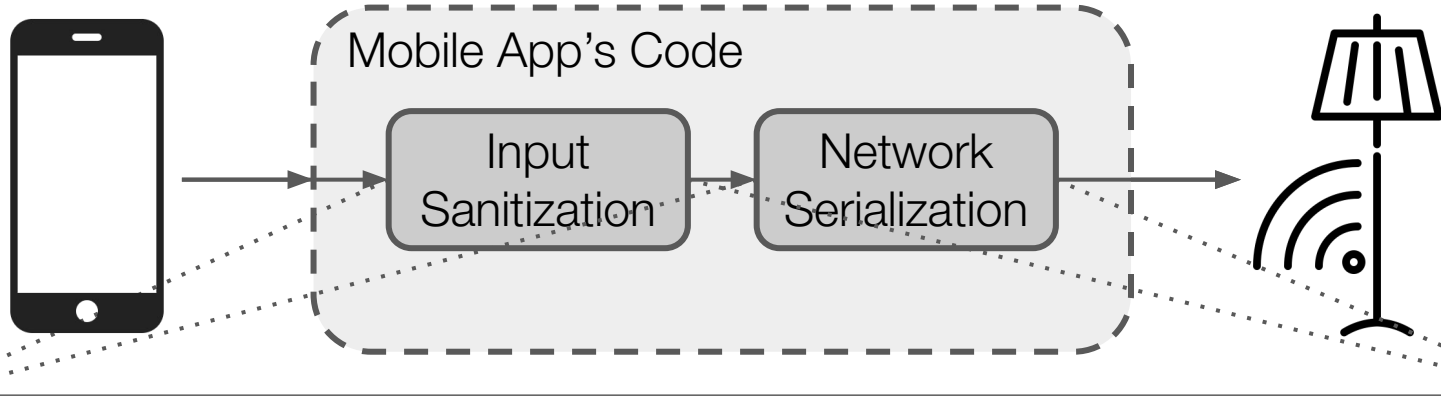 Mobile App’s Code
Input
Sanitization
Network
Serialization